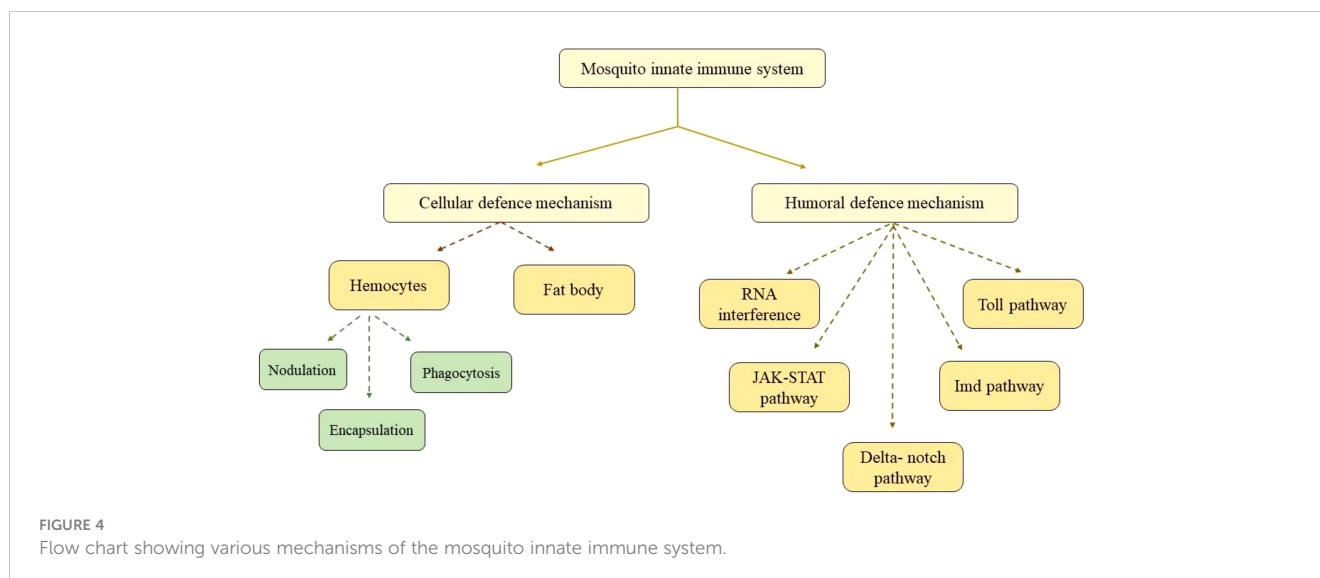 Mosquito innate immune system
Cellular defence mechanism
Humoral defence mechanism
Hemocytes
Fat body
RNA
interference
Toll pathway
Nodulation
Phagocytosis
JAK-STAT
pathway
Imd pathway
Encapsulation
Delta- notch
pathway
FIGURE 4
Flow chart showing various mechanisms of the mosquito innate immune system.